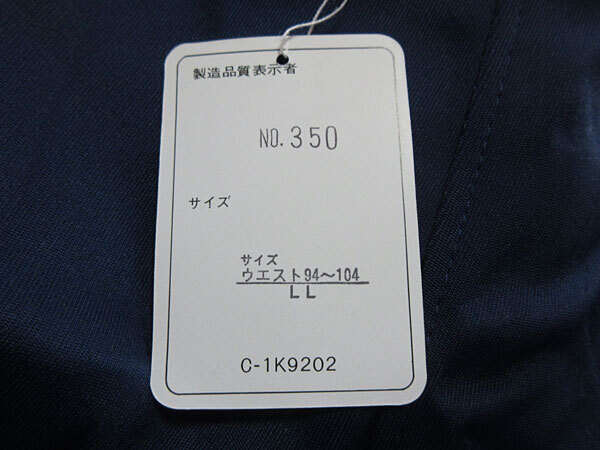 製造品質表示者
NO.350
サイズ
サイズ
ウエスト94～104
LL
C-1K9202